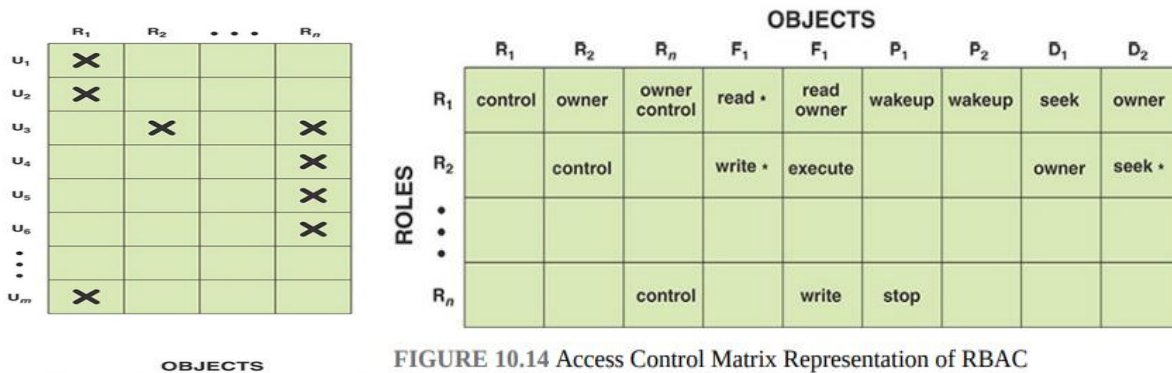 R₁ R₂ • • • Rₙ
U₁ ✕
U₂ ✕
U₃ ✕ ✕
U₄ ✕
U₅ ✕
U₆ ✕
•
•
•
Uₘ ✕
OBJECTS
OBJECTS
R₁ R₂ Rₙ F₁ F₁ P₁ P₂ D₁ D₂
ROLES
R₁ control owner owner control read * read owner wakeup wakeup seek owner
R₂ control write * execute owner seek *
•
•
•
Rₙ control write stop
FIGURE 10.14 Access Control Matrix Representation of RBAC